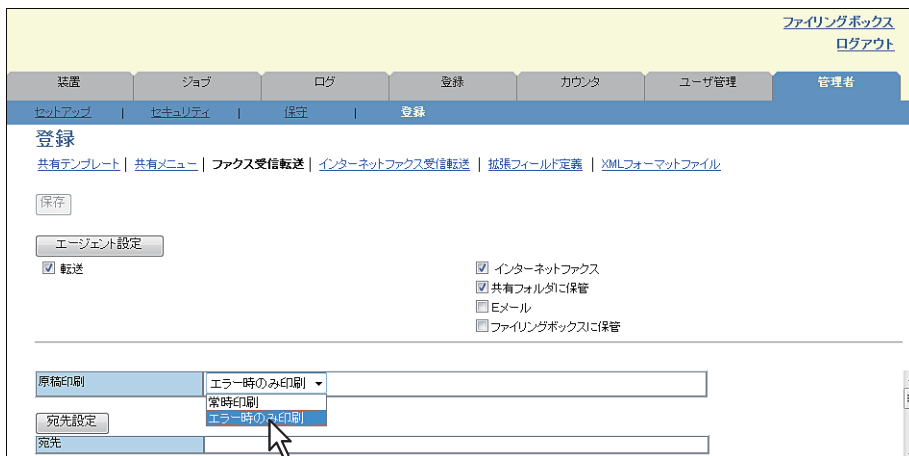 ファイリングボックス
ログアウト
装置 ジョブ ログ 登録 カウンタ ユーザ管理 管理者
セットアップ | セキュリティ | 保守 | 登録
登録
共有テンプレート | 共有メニュー | ファクス受信転送 | インターネットファクス受信転送 | 拡張フィールド定義 | XMLフォーマットファイル
保存
エージェント設定
転送 インターネットファクス
共有フォルダに保管
Eメール
ファイリングボックスに保管
原稿印刷 エラー時のみ印刷
常時印刷
エラー時のみ印刷
宛先設定
宛先